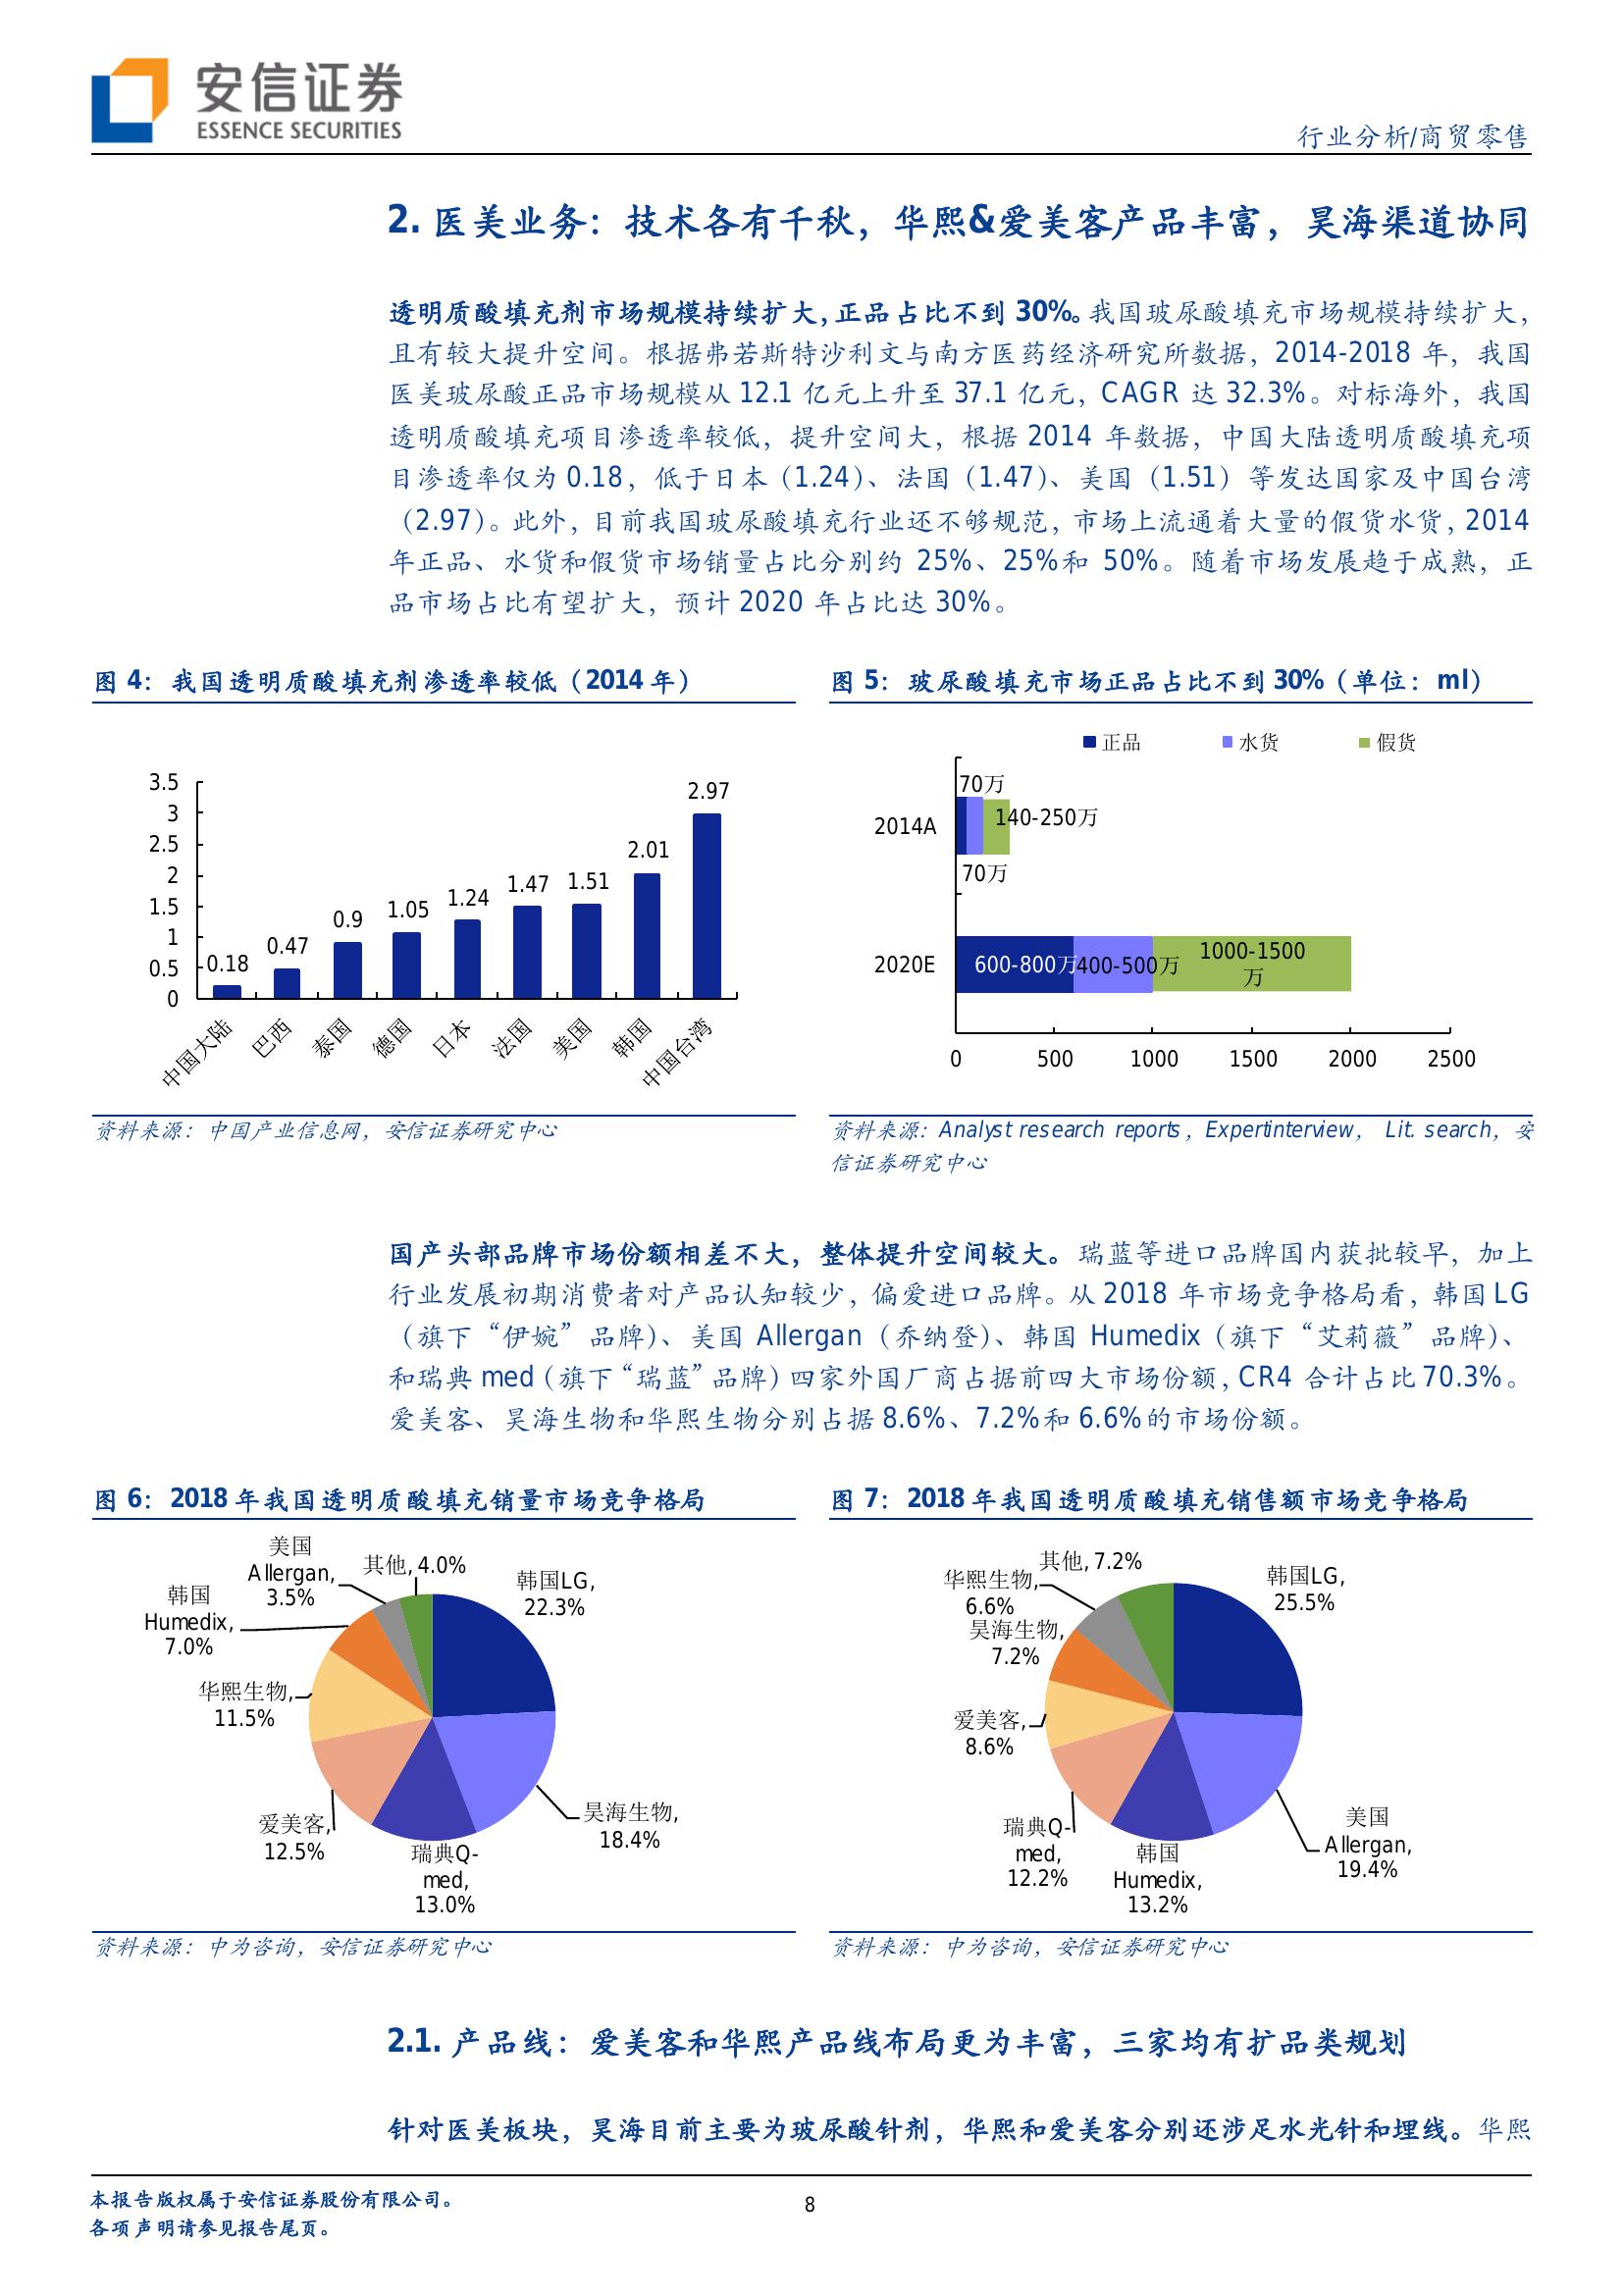 安信证券
ESSENCE SECURITIES
行业分析/商贸零售
2. 医美业务：技术各有千秋，华熙&爱美客产品丰富，昊海渠道协同
透明质酸填充剂市场规模持续扩大，正品占比不到 30%。我国玻尿酸填充市场规模持续扩大，
且有较大提升空间。根据弗若斯特沙利文与南方医药经济研究所数据，2014-2018 年，我国
医美玻尿酸正品市场规模从 12.1 亿元上升至 37.1 亿元，CAGR 达 32.3%。对标海外，我国
透明质酸填充项目渗透率较低，提升空间大，根据 2014 年数据，中国大陆透明质酸填充项
目渗透率仅为 0.18，低于日本（1.24）、法国（1.47）、美国（1.51）等发达国家及中国台湾
（2.97）。此外，目前我国玻尿酸填充行业还不够规范，市场上流通着大量的假货水货，2014
年正品、水货和假货市场销量占比分别约 25%、25%和 50%。随着市场发展趋于成熟，正
品市场占比有望扩大，预计 2020 年占比达 30%。
图 4：我国透明质酸填充剂渗透率较低（2014 年）
3.5
3
2.5
2
1.5
1
0.5
0
0.18
0.47
0.9
1.05
1.24
1.47
1.51
2.01
2.97
中国大陆
巴西
泰国
德国
日本
法国
美国
韩国
中国台湾
资料来源：中国产业信息网，安信证券研究中心
图 5：玻尿酸填充市场正品占比不到 30%（单位：ml）
正品 水货 假货
70万
2014A
140-250万
70万
2020E
600-800万
400-500万
1000-1500
万
0 500 1000 1500 2000 2500
资料来源：Analyst research reports，Expertinterview， Lit. search，安
信证券研究中心
国产头部品牌市场份额相差不大，整体提升空间较大。瑞蓝等进口品牌国内获批较早，加上
行业发展初期消费者对产品认知较少，偏爱进口品牌。从 2018 年市场竞争格局看，韩国 LG
（旗下“伊婉”品牌）、美国 Allergan（乔纳登）、韩国 Humedix（旗下“艾莉薇”品牌）、
和瑞典 med（旗下“瑞蓝”品牌）四家外国厂商占据前四大市场份额，CR4 合计占比 70.3%。
爱美客、昊海生物和华熙生物分别占据 8.6%、7.2%和 6.6%的市场份额。
图 6：2018 年我国透明质酸填充销量市场竞争格局
韩国LG,
22.3%
昊海生物,
18.4%
瑞典Q-
med,
13.0%
爱美客,
12.5%
华熙生物,
11.5%
韩国
Humedix,
7.0%
美国
Allergan,
3.5%
其他, 4.0%
资料来源：中为咨询，安信证券研究中心
图 7：2018 年我国透明质酸填充销售额市场竞争格局
韩国LG,
25.5%
美国
Allergan,
19.4%
韩国
Humedix,
13.2%
瑞典Q-
med,
12.2%
爱美客,
8.6%
昊海生物,
7.2%
华熙生物,
6.6%
其他, 7.2%
资料来源：中为咨询，安信证券研究中心
2.1. 产品线：爱美客和华熙产品线布局更为丰富，三家均有扩品类规划
针对医美板块，昊海目前主要为玻尿酸针剂，华熙和爱美客分别还涉足水光针和埋线。华熙
本报告版权属于安信证券股份有限公司。
各项声明请参见报告尾页。
8